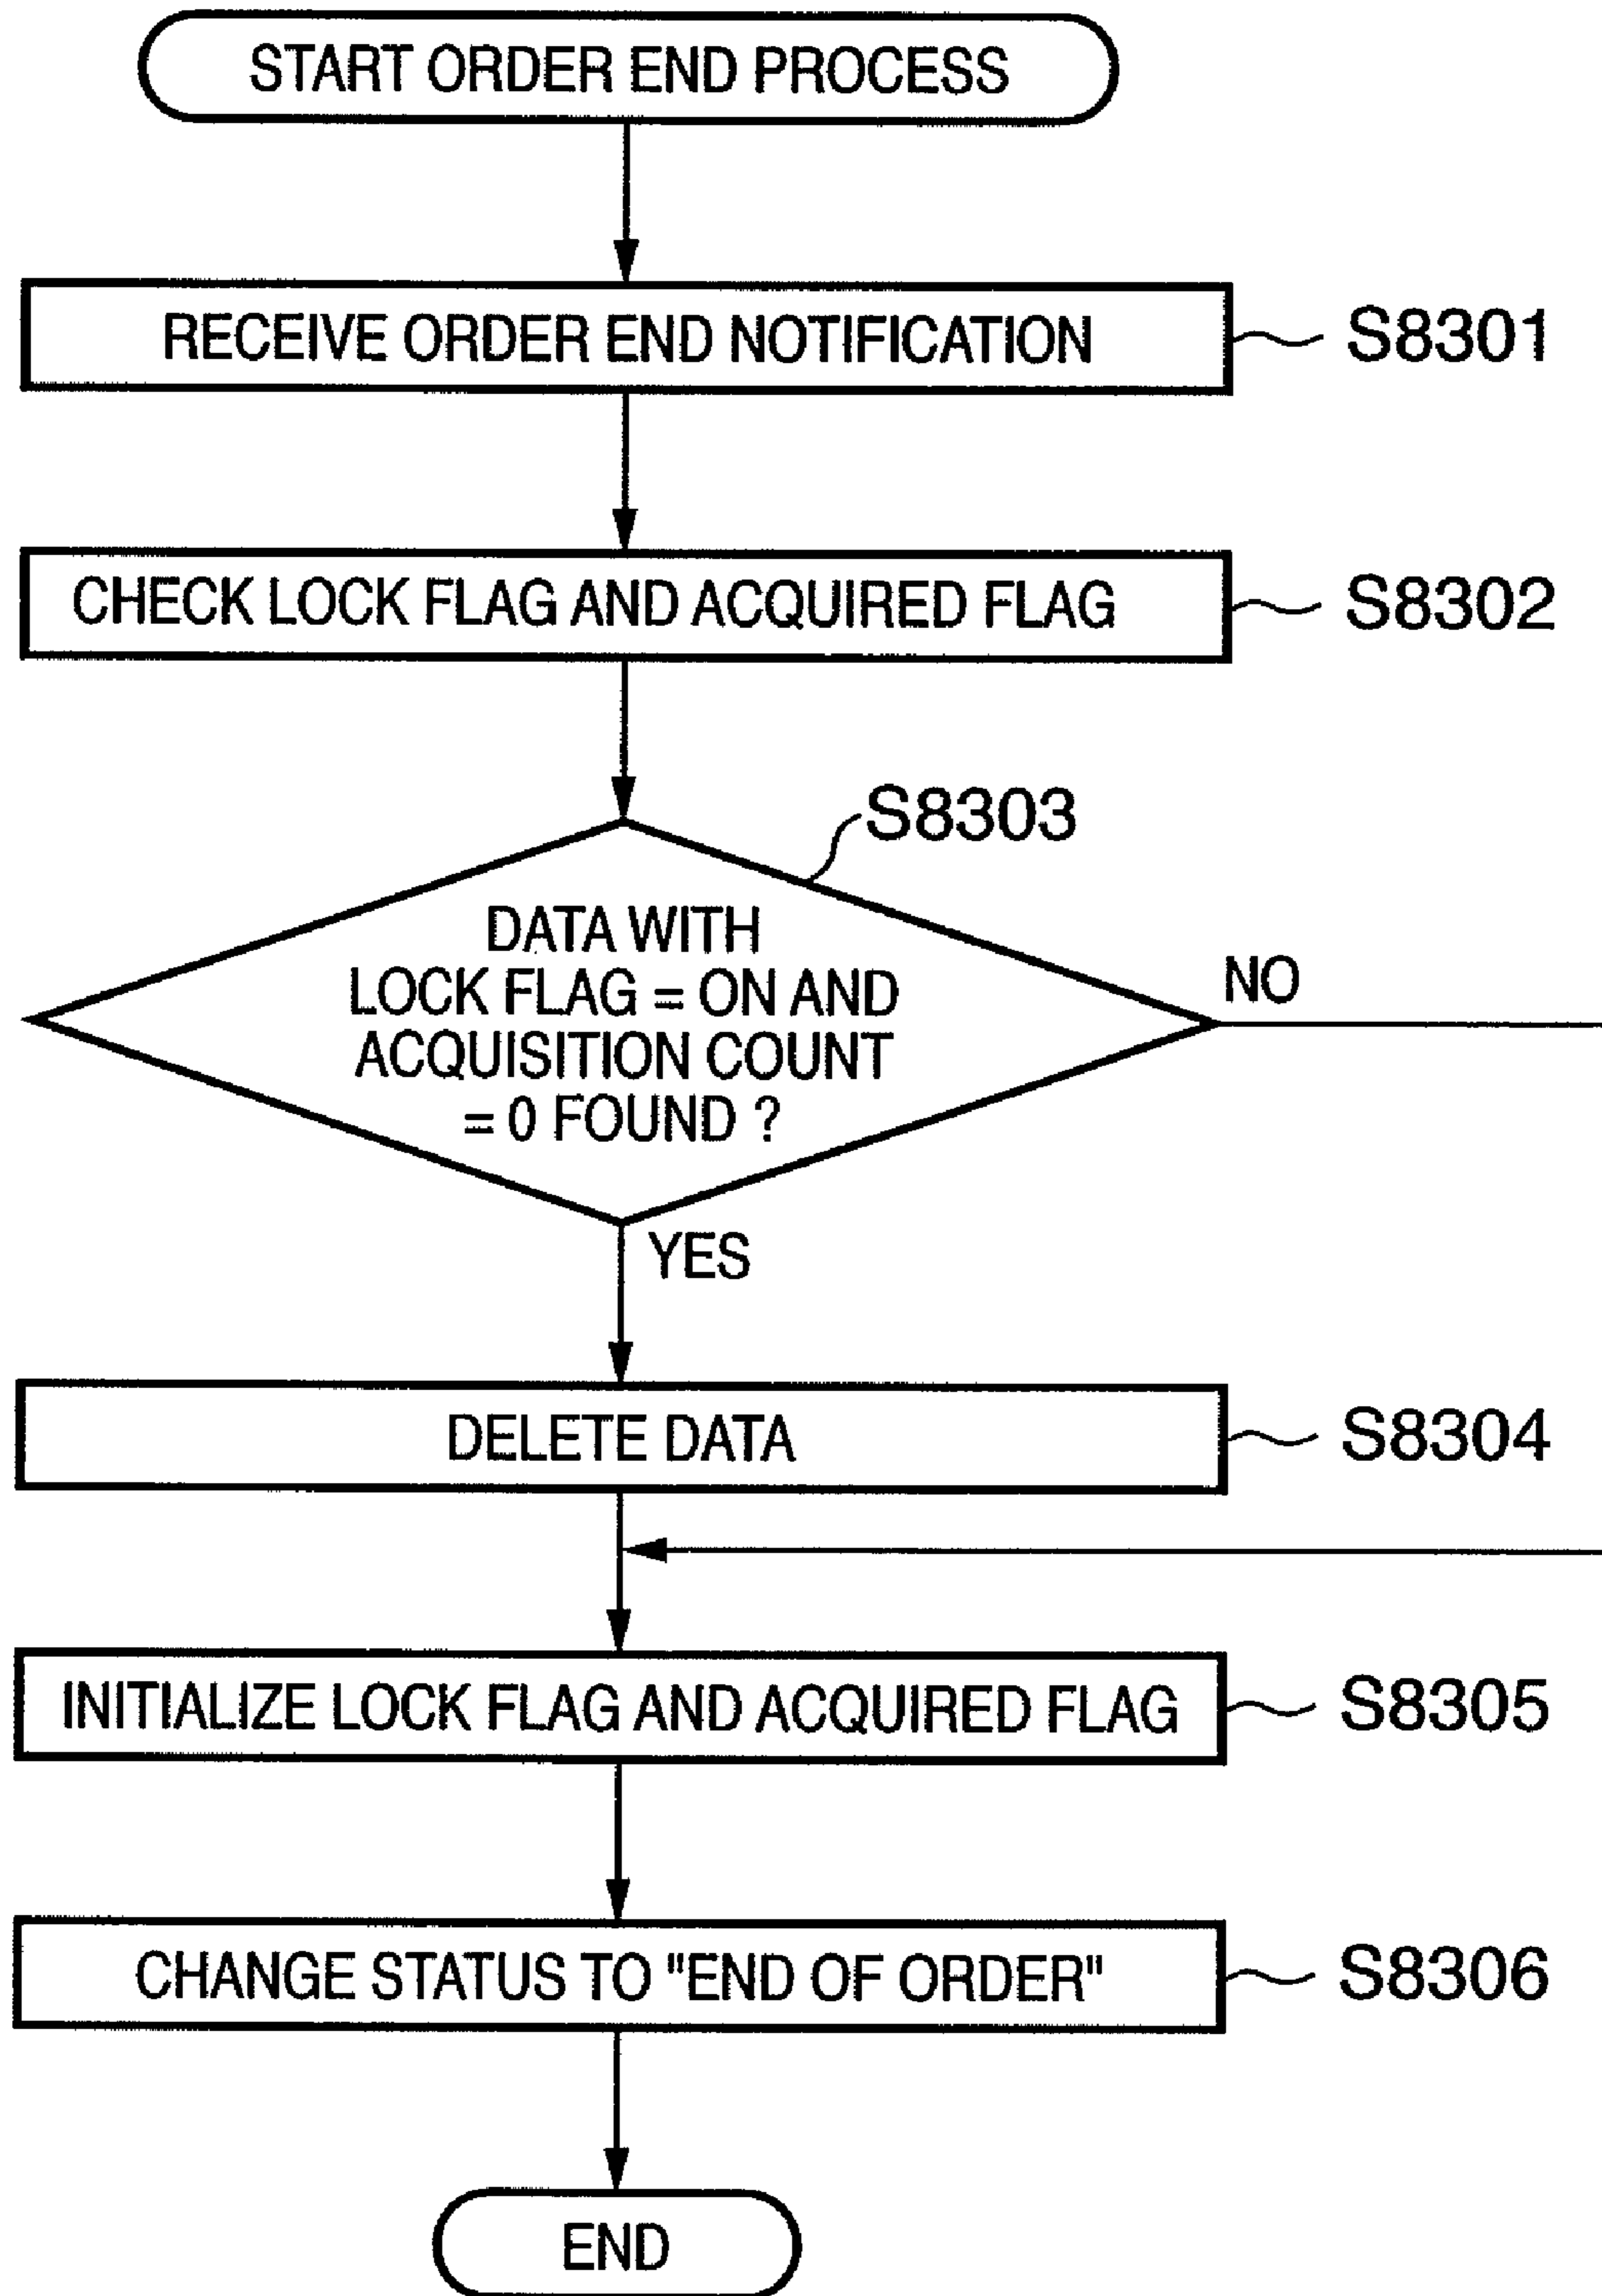 START ORDER END PROCESS
RECEIVE ORDER END NOTIFICATION
S8301
CHECK LOCK FLAG AND ACQUIRED FLAG
S8302
S8303
DATA WITH
LOCK FLAG = ON AND
ACQUISITION COUNT
= 0 FOUND ?
NO
YES
DELETE DATA
S8304
INITIALIZE LOCK FLAG AND ACQUIRED FLAG
S8305
CHANGE STATUS TO "END OF ORDER"
S8306
END